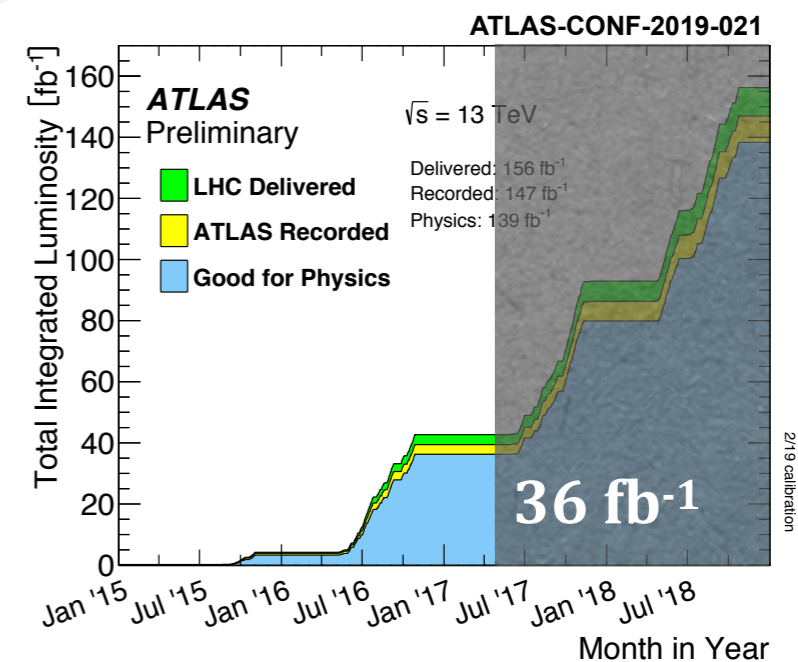 ATLAS-CONF-2019-021
Total Integrated Luminosity [fb⁻¹]
160
140
120
100
80
60
40
20
0
ATLAS
Preliminary
√s = 13 TeV
Delivered: 156 fb⁻¹
Recorded: 147 fb⁻¹
Physics: 139 fb⁻¹
LHC Delivered
ATLAS Recorded
Good for Physics
36 fb⁻¹
2/19 calibration
Jan '15 Jul '15 Jan '16 Jul '16 Jan '17 Jul '17 Jan '18 Jul '18
Month in Year